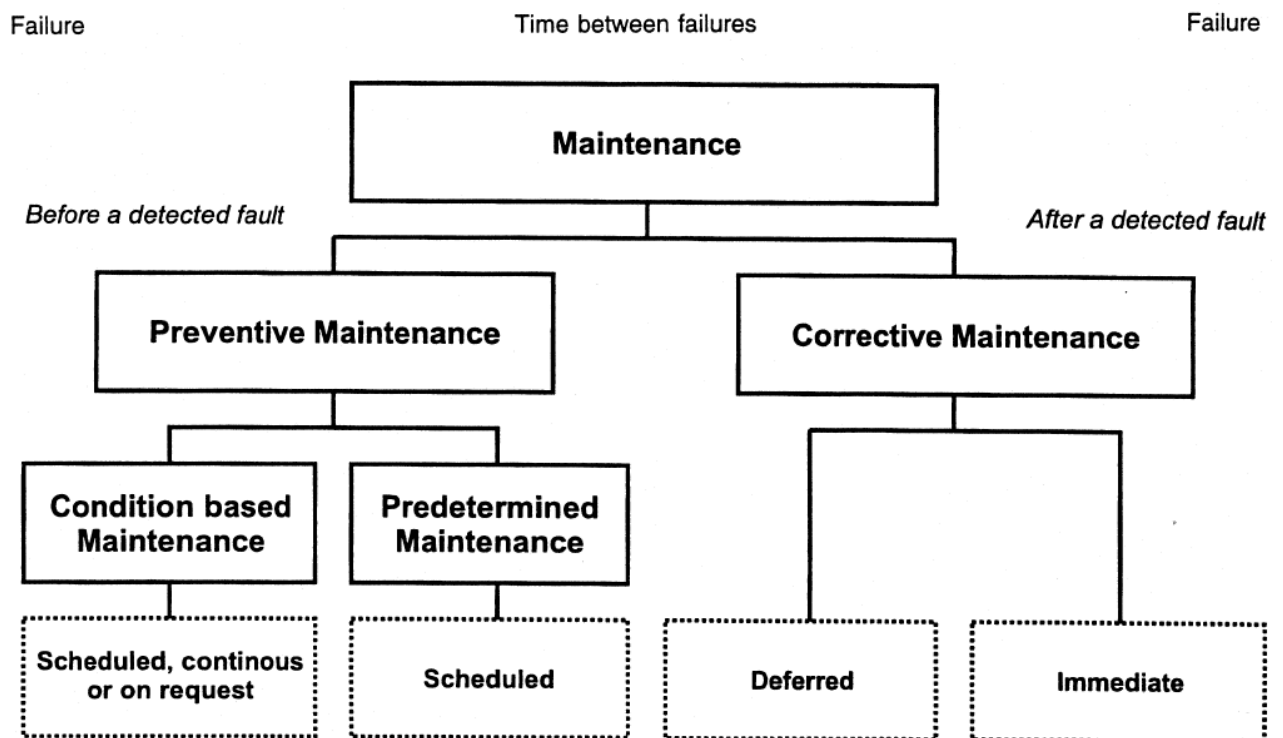 Failure
Time between failures
Failure
Maintenance
Before a detected fault
After a detected fault
Preventive Maintenance
Corrective Maintenance
Condition based
Maintenance
Predetermined
Maintenance
Scheduled, continous
or on request
Scheduled
Deferred
Immediate